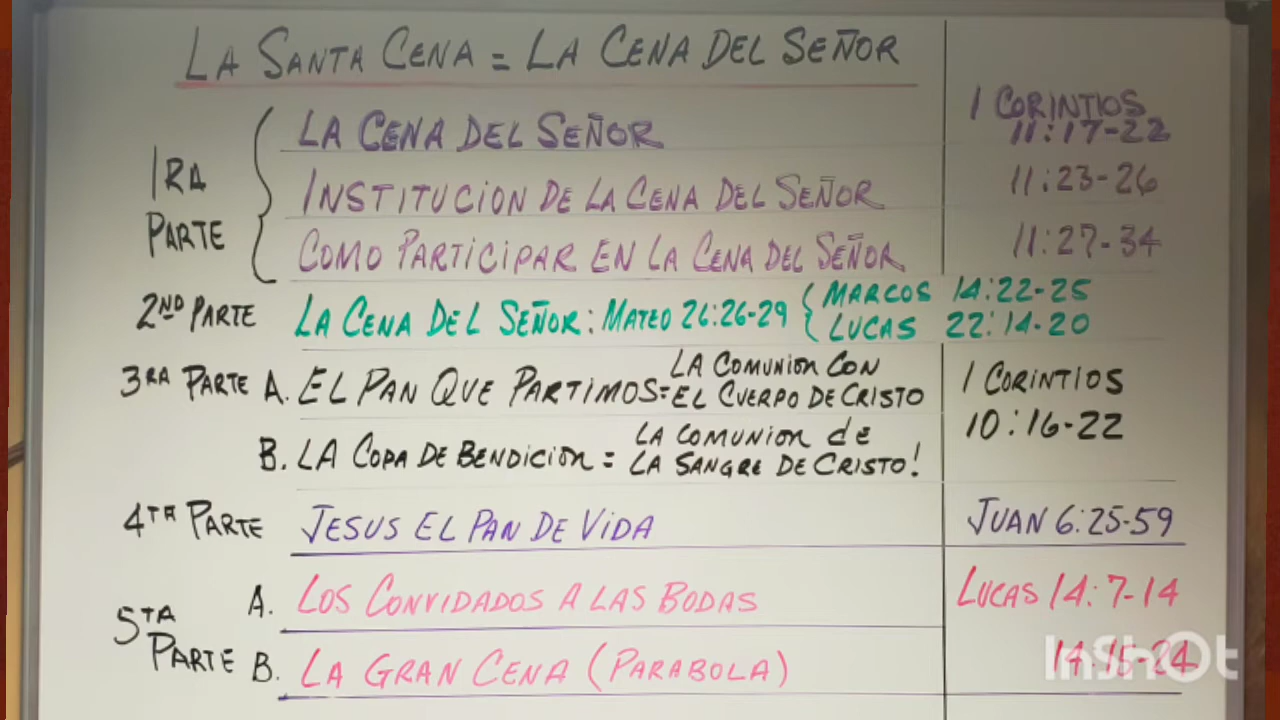 LA SANTA CENA = LA CENA DEL SEÑOR
1RA PARTE
LA CENA DEL SEÑOR 1 CORINTIOS 11:17-22
INSTITUCION DE LA CENA DEL SEÑOR 11:23-26
COMO PARTICIPAR EN LA CENA DEL SEÑOR 11:27-34
2ND PARTE LA CENA DEL SEÑOR: MATEO 26:26-29 { MARCOS 14:22-25
LUCAS 22:14-20
3RA PARTE A. EL PAN QUE PARTIMOS = LA COMUNION CON EL CUERPO DE CRISTO 1 CORINTIOS
10:16-22
B. LA COPA DE BENDICION = LA COMUNION DE LA SANGRE DE CRISTO!
4TA PARTE JESUS EL PAN DE VIDA JUAN 6:25-59
5TA PARTE
A. LOS CONVIDADOS A LAS BODAS LUCAS 14:7-14
B. LA GRAN CENA (PARABOLA) 14:15-24
InShOt